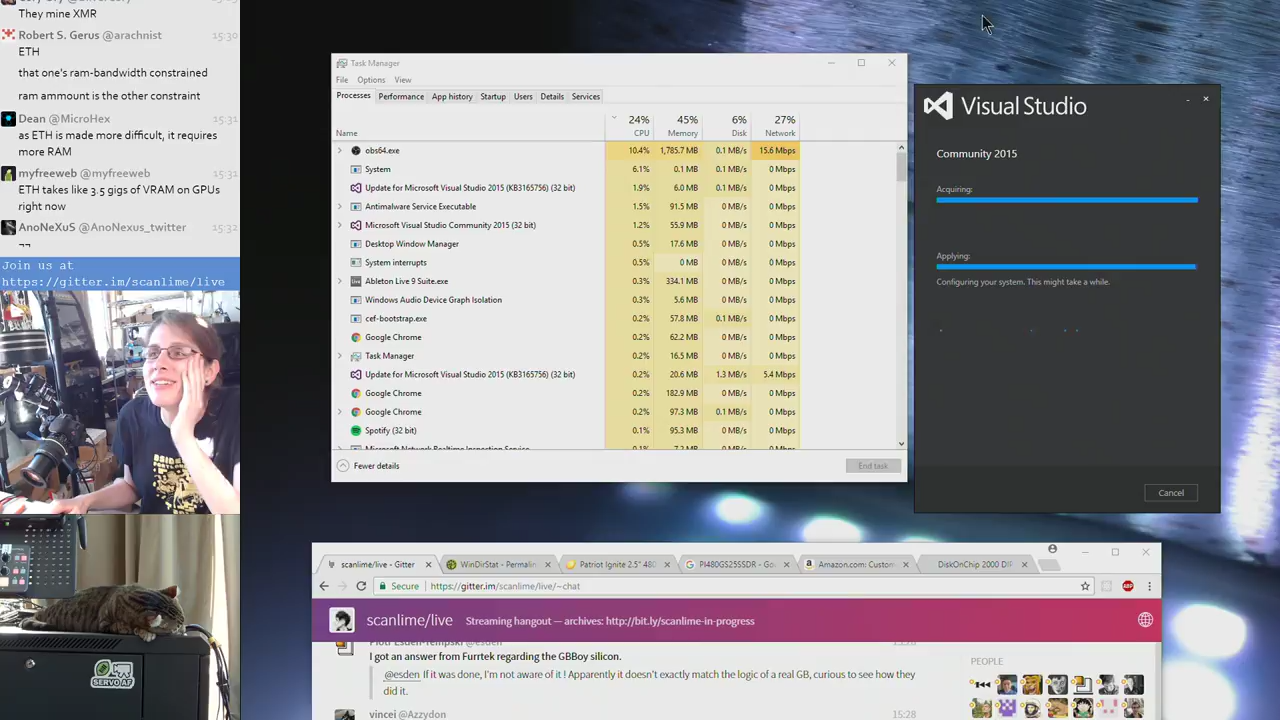 They mine XMR
Robert S. Gerus @arachnist 15:30
ETH
that one's ram-bandwidth constrained
ram ammount is the other constraint
Dean @MicroHex 15:31
as ETH is made more difficult, it requires
more RAM
myfreeweb @myfreeweb 15:31
ETH takes like 3.5 gigs of VRAM on GPUs
right now
AnoNeXuS @AnoNexus_twitter 15:32
Join us at
https://gitter.im/scanlime/live
Task Manager
File Options View
Processes Performance App history Startup Users Details Services
24% 45% 6% 27%
Name CPU Memory Disk Network
obs64.exe 10.4% 1,785.7 MB 0.1 MB/s 15.6 Mbps
System 6.1% 0.1 MB 0.1 MB/s 0 Mbps
Update for Microsoft Visual Studio 2015 (KB3165756) (32 bit) 1.9% 6.0 MB 0.1 MB/s 0 Mbps
Antimalware Service Executable 1.5% 91.5 MB 0.1 MB/s 0 Mbps
Microsoft Visual Studio Community 2015 (32 bit) 1.2% 55.9 MB 0.1 MB/s 0 Mbps
Desktop Window Manager 0.5% 17.6 MB 0 MB/s 0 Mbps
System interrupts 0.5% 0 MB 0 MB/s 0 Mbps
Ableton Live 9 Suite.exe 0.3% 334.1 MB 0 MB/s 0 Mbps
Windows Audio Device Graph Isolation 0.3% 5.6 MB 0 MB/s 0 Mbps
cef-bootstrap.exe 0.2% 57.8 MB 0.1 MB/s 0 Mbps
Google Chrome 0.2% 62.2 MB 0 MB/s 0 Mbps
Task Manager 0.2% 16.5 MB 0 MB/s 0 Mbps
Update for Microsoft Visual Studio 2015 (KB3165756) (32 bit) 0.2% 20.6 MB 1.3 MB/s 5.4 Mbps
Google Chrome 0.2% 182.9 MB 0 MB/s 0 Mbps
Google Chrome 0.2% 97.3 MB 0.1 MB/s 0 Mbps
Spotify (32 bit) 0.1% 95.3 MB 0 MB/s 0 Mbps
Microsoft Network Realtime Inspection Service 0.1% 7.2 MB 0 MB/s 0 Mbps
Fewer details End task
Visual Studio
Community 2015
Acquiring:
Applying:
Configuring your system. This might take a while.
Cancel
scanlime/live - Gitter WinDirStat - Permalin Patriot Ignite 2.5" 480 PI480GS25SSDR - Go Amazon.com: Custom DiskOnChip 2000 DIP
Secure https://gitter.im/scanlime/live/~chat
scanlime/live Streaming hangout — archives: http://bit.ly/scanlime-in-progress
I got an answer from Furrtek regarding the GBBoy silicon.
@esden If it was done, I'm not aware of it ! Apparently it doesn't exactly match the logic of a real GB, curious to see how they
did it.
vincei @Azzydon 15:28
PEOPLE
SERVO